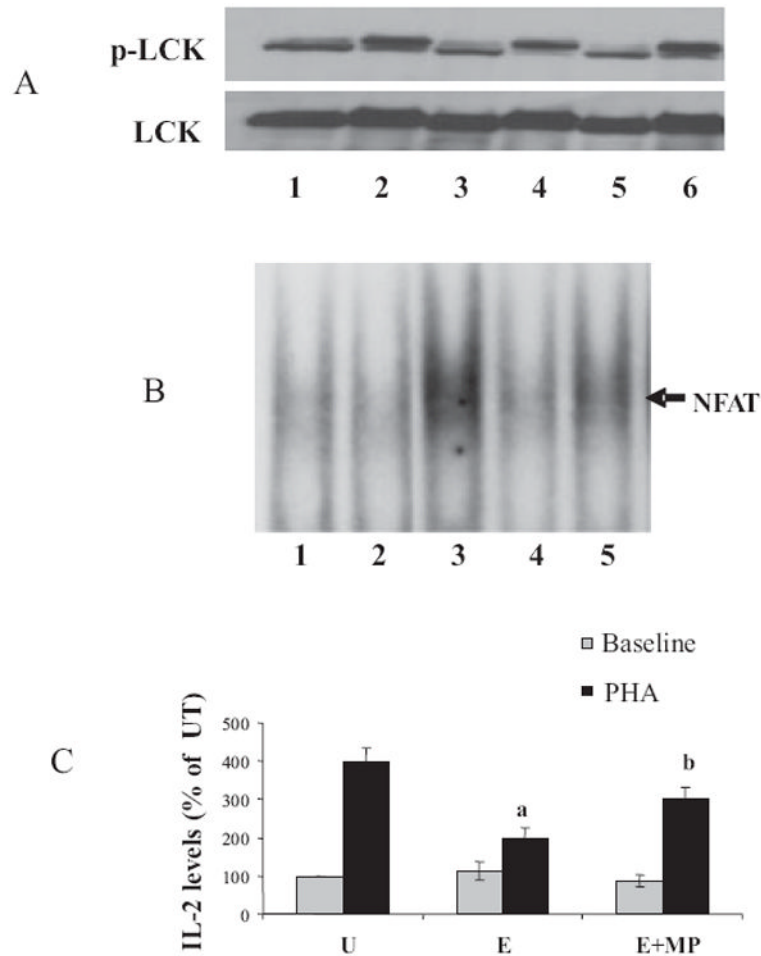 p-LCK
A
LCK
1 2 3 4 5 6
B
NFAT
1 2 3 4 5
Baseline
PHA
C
IL-2 levels (% of UT)
500
400
300
200
100
0
a
b
U E E+MP